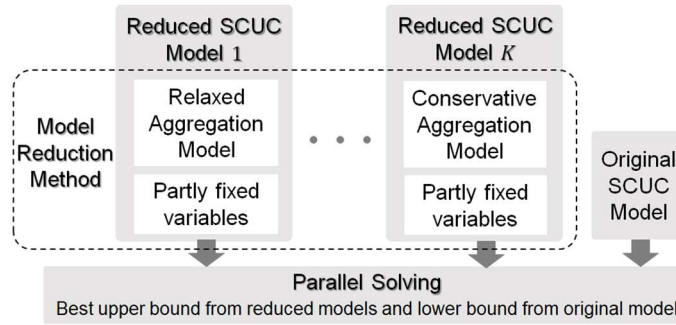 Reduced SCUC
Model 1
Reduced SCUC
Model K
Model
Reduction
Method
Relaxed
Aggregation
Model
Partly fixed
variables
Conservative
Aggregation
Model
Partly fixed
variables
Original
SCUC
Model
Parallel Solving
Best upper bound from reduced models and lower bound from original model